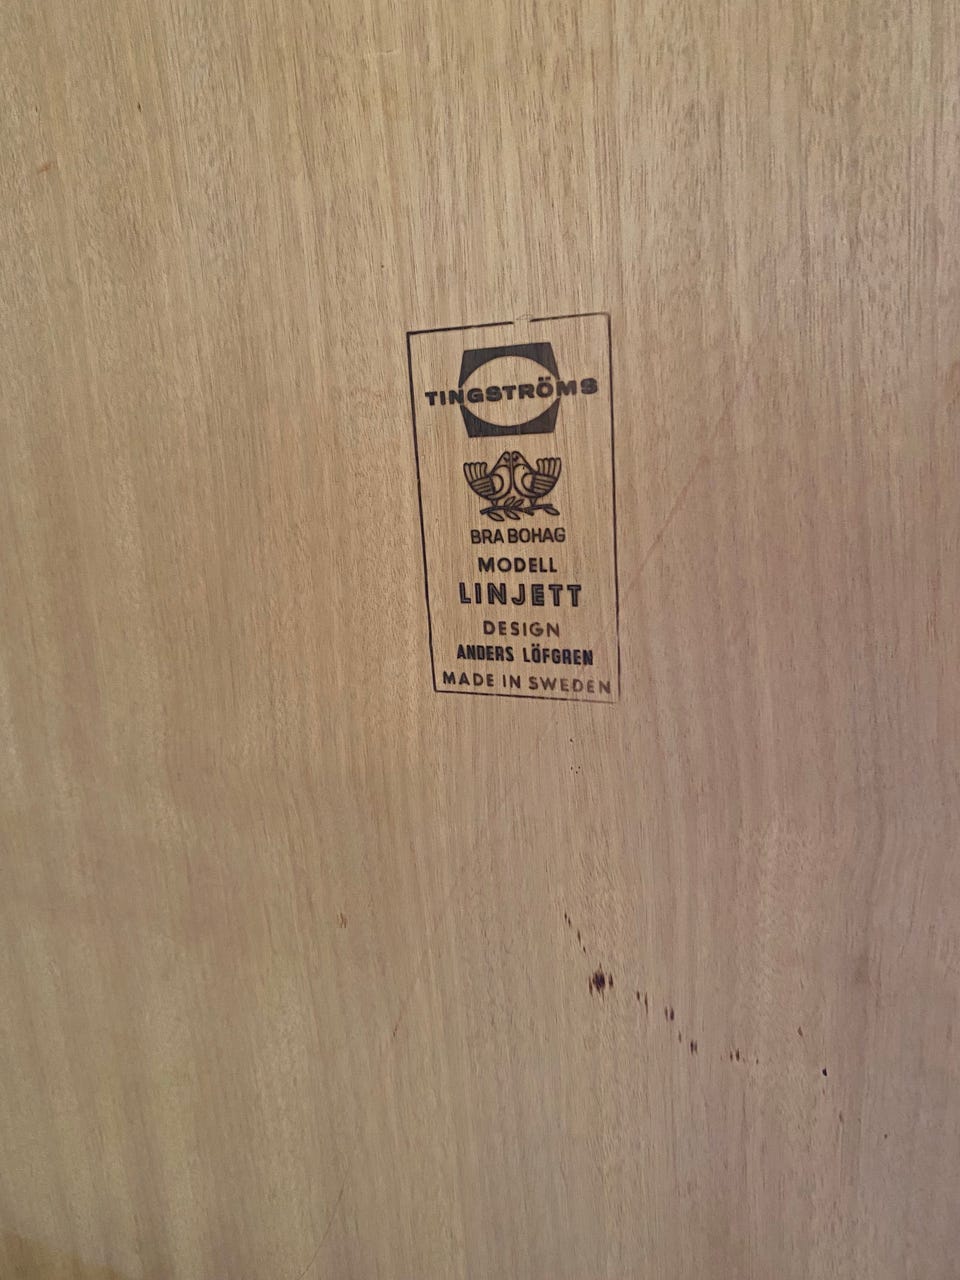 TINGSTRÖMS
BRA BOHAG
MODELL
LINJETT
DESIGN
ANDERS LÖFGREN
MADE IN SWEDEN